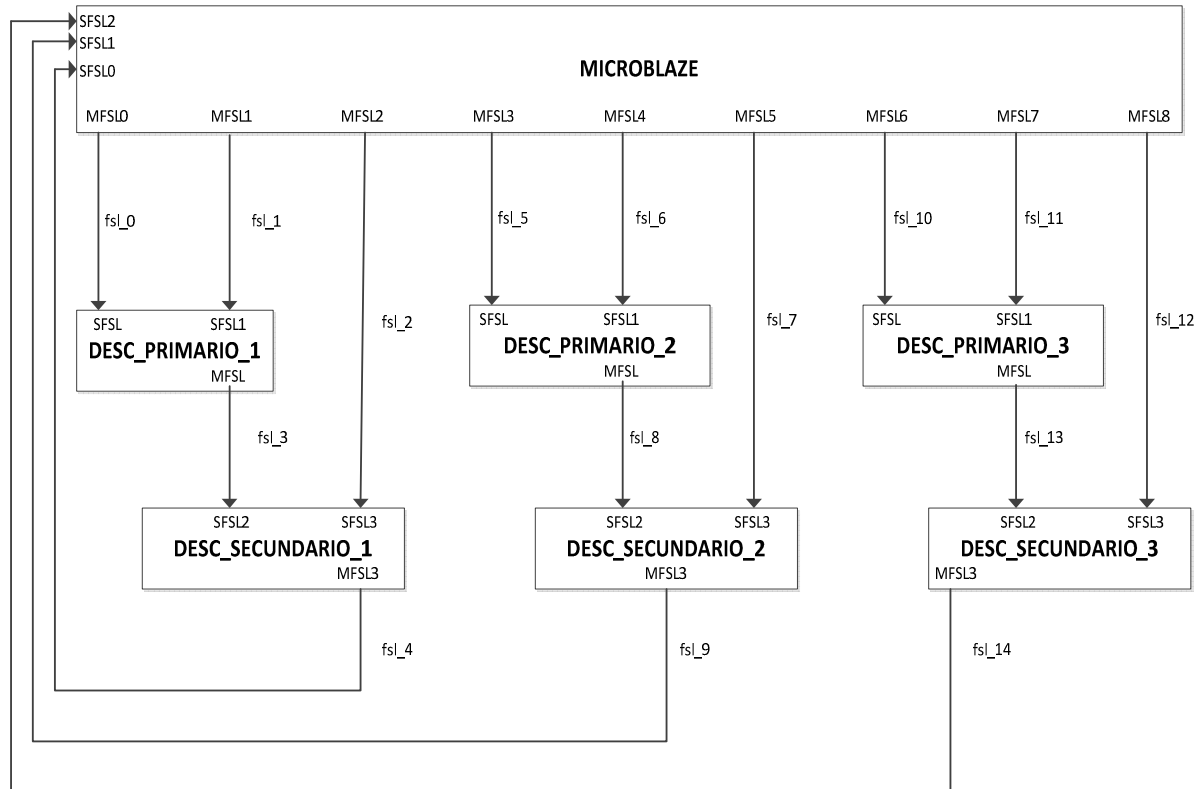 SFSL2
SFSL1
SFSL0
MICROBLAZE
MFSL0 MFSL1 MFSL2 MFSL3 MFSL4 MFSL5 MFSL6 MFSL7 MFSL8
fsl_0 fsl_1 fsl_5 fsl_6 fsl_10 fsl_11
fsl_2 fsl_7 fsl_12
SFSL SFSL1 SFSL SFSL1 SFSL SFSL1
DESC_PRIMARIO_1 DESC_PRIMARIO_2 DESC_PRIMARIO_3
MFSL MFSL MFSL
fsl_3 fsl_8 fsl_13
SFSL2 SFSL3 SFSL2 SFSL3 SFSL2 SFSL3
DESC_SECUNDARIO_1 DESC_SECUNDARIO_2 DESC_SECUNDARIO_3
MFSL3 MFSL3 MFSL3
fsl_4 fsl_9 fsl_14